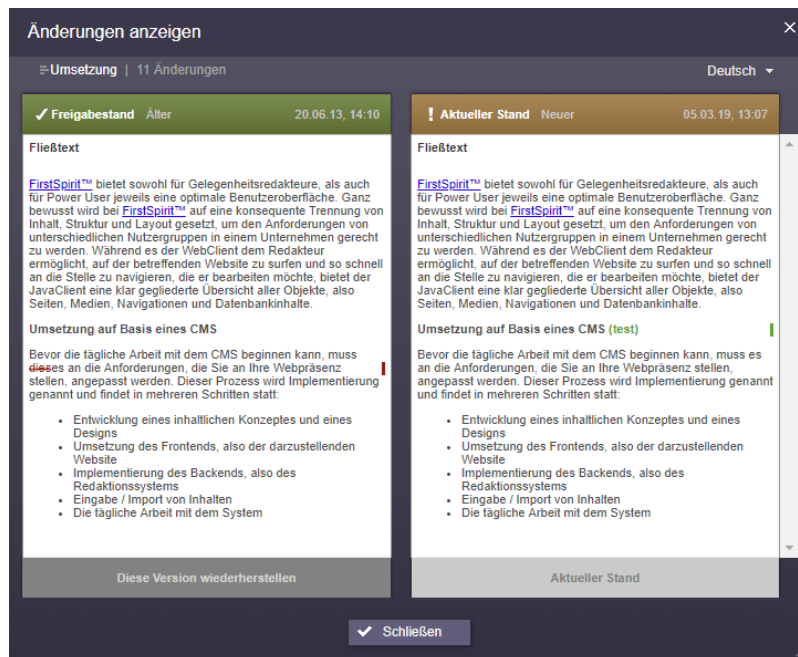 Änderungen anzeigen
Umsetzung | 11 Änderungen
Deutsch
Freigabestand Älter 20.06.13, 14:10
Fließtext
FirstSpirit™ bietet sowohl für Gelegenheitsredakteure, als auch
für Power User jeweils eine optimale Benutzeroberfläche. Ganz
bewusst wird bei FirstSpirit™ auf eine konsequente Trennung von
Inhalt, Struktur und Layout gesetzt, um den Anforderungen von
unterschiedlichen Nutzergruppen in einem Unternehmen gerecht
zu werden. Während es der WebClient dem Redakteur
ermöglicht, auf der betreffenden Website zu surfen und so schnell
an die Stelle zu navigieren, die er bearbeiten möchte, bietet der
JavaClient eine klar gegliederte Übersicht aller Objekte, also
Seiten, Medien, Navigationen und Datenbankinhalte.
Umsetzung auf Basis eines CMS
Bevor die tägliche Arbeit mit dem CMS beginnen kann, muss
dieses an die Anforderungen, die Sie an Ihre Webpräsenz
stellen, angepasst werden. Dieser Prozess wird Implementierung
genannt und findet in mehreren Schritten statt:
• Entwicklung eines inhaltlichen Konzeptes und eines
Designs
• Umsetzung des Frontends, also der darzustellenden
Website
• Implementierung des Backends, also des
Redaktionssystems
• Eingabe / Import von Inhalten
• Die tägliche Arbeit mit dem System
Diese Version wiederherstellen
Aktueller Stand Neuer 05.03.19, 13:07
Fließtext
FirstSpirit™ bietet sowohl für Gelegenheitsredakteure, als auch
für Power User jeweils eine optimale Benutzeroberfläche. Ganz
bewusst wird bei FirstSpirit™ auf eine konsequente Trennung von
Inhalt, Struktur und Layout gesetzt, um den Anforderungen von
unterschiedlichen Nutzergruppen in einem Unternehmen gerecht
zu werden. Während es der WebClient dem Redakteur
ermöglicht, auf der betreffenden Website zu surfen und so schnell
an die Stelle zu navigieren, die er bearbeiten möchte, bietet der
JavaClient eine klar gegliederte Übersicht aller Objekte, also
Seiten, Medien, Navigationen und Datenbankinhalte.
Umsetzung auf Basis eines CMS (test)
Bevor die tägliche Arbeit mit dem CMS beginnen kann, muss es
an die Anforderungen, die Sie an Ihre Webpräsenz stellen,
angepasst werden. Dieser Prozess wird Implementierung genannt
und findet in mehreren Schritten statt:
• Entwicklung eines inhaltlichen Konzeptes und eines
Designs
• Umsetzung des Frontends, also der darzustellenden
Website
• Implementierung des Backends, also des
Redaktionssystems
• Eingabe / Import von Inhalten
• Die tägliche Arbeit mit dem System
Aktueller Stand
Schließen